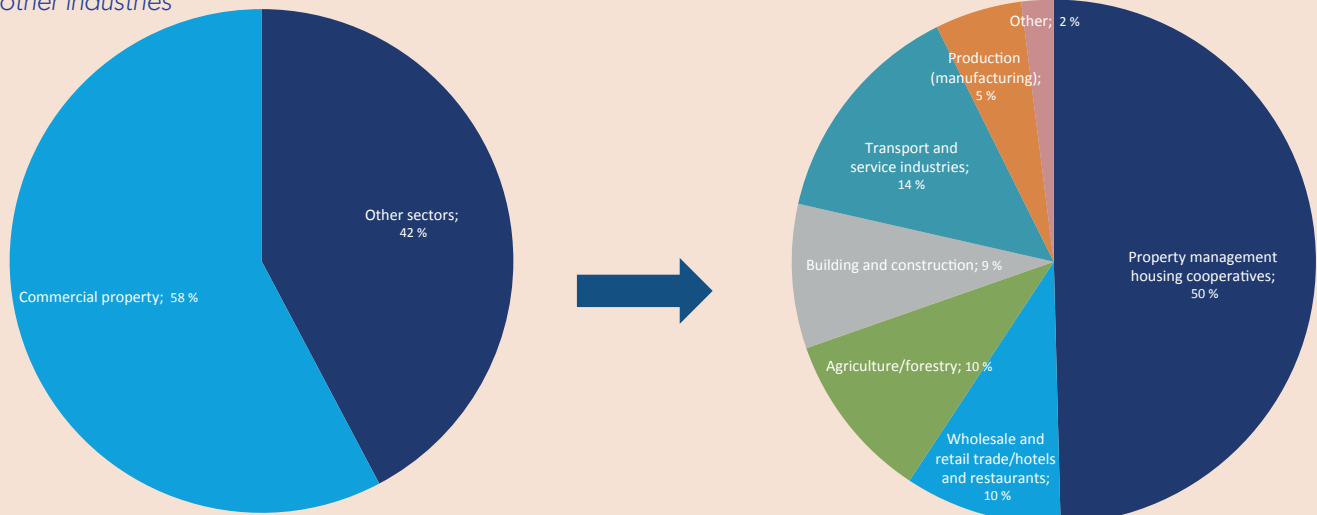 other industries
Other sectors;
42 %
Commercial property; 58 %
Other; 2 %
Production
(manufacturing);
5 %
Transport and
service industries;
14 %
Building and construction; 9 %
Property management
housing cooperatives;
50 %
Agriculture/forestry; 10 %
Wholesale and
retail trade/hotels
and restaurants;
10 %